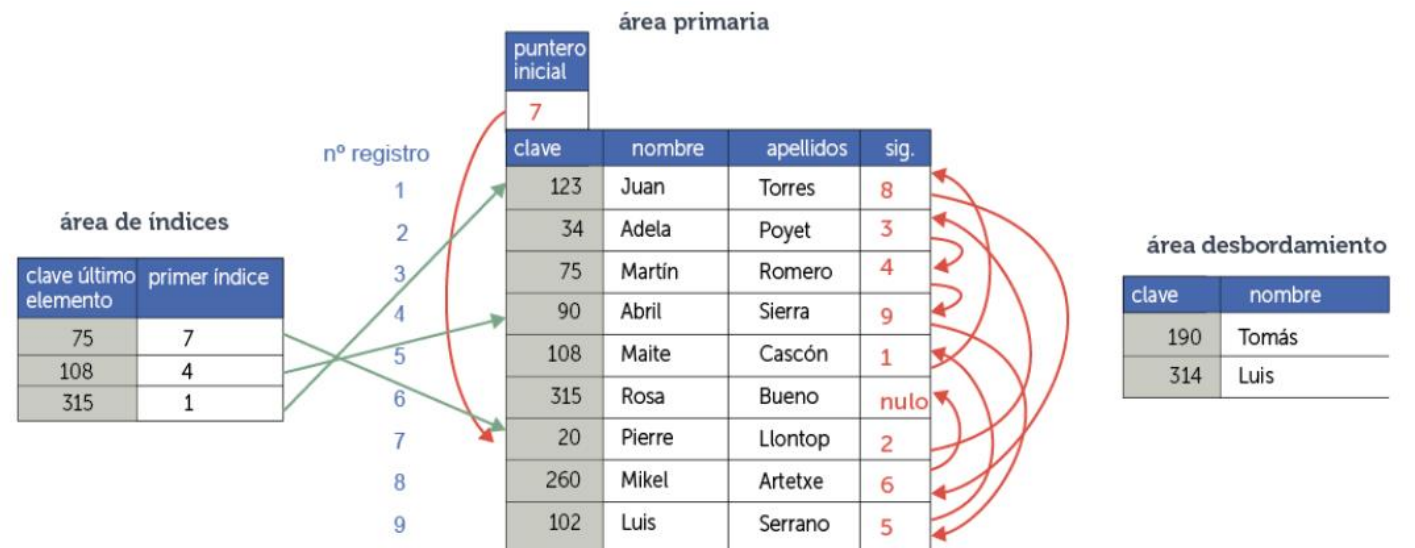 área primaria
puntero
inicial
7
nº registro
clave nombre apellidos sig.
1 123 Juan Torres 8
2 34 Adela Poyet 3
3 75 Martín Romero 4
4 90 Abril Sierra 9
5 108 Maite Cascón 1
6 315 Rosa Bueno nulo
7 20 Pierre Llontop 2
8 260 Mikel Artetxe 6
9 102 Luis Serrano 5
área de índices
clave último primer índice
elemento
75 7
108 4
315 1
área desbordamiento
clave nombre
190 Tomás
314 Luis